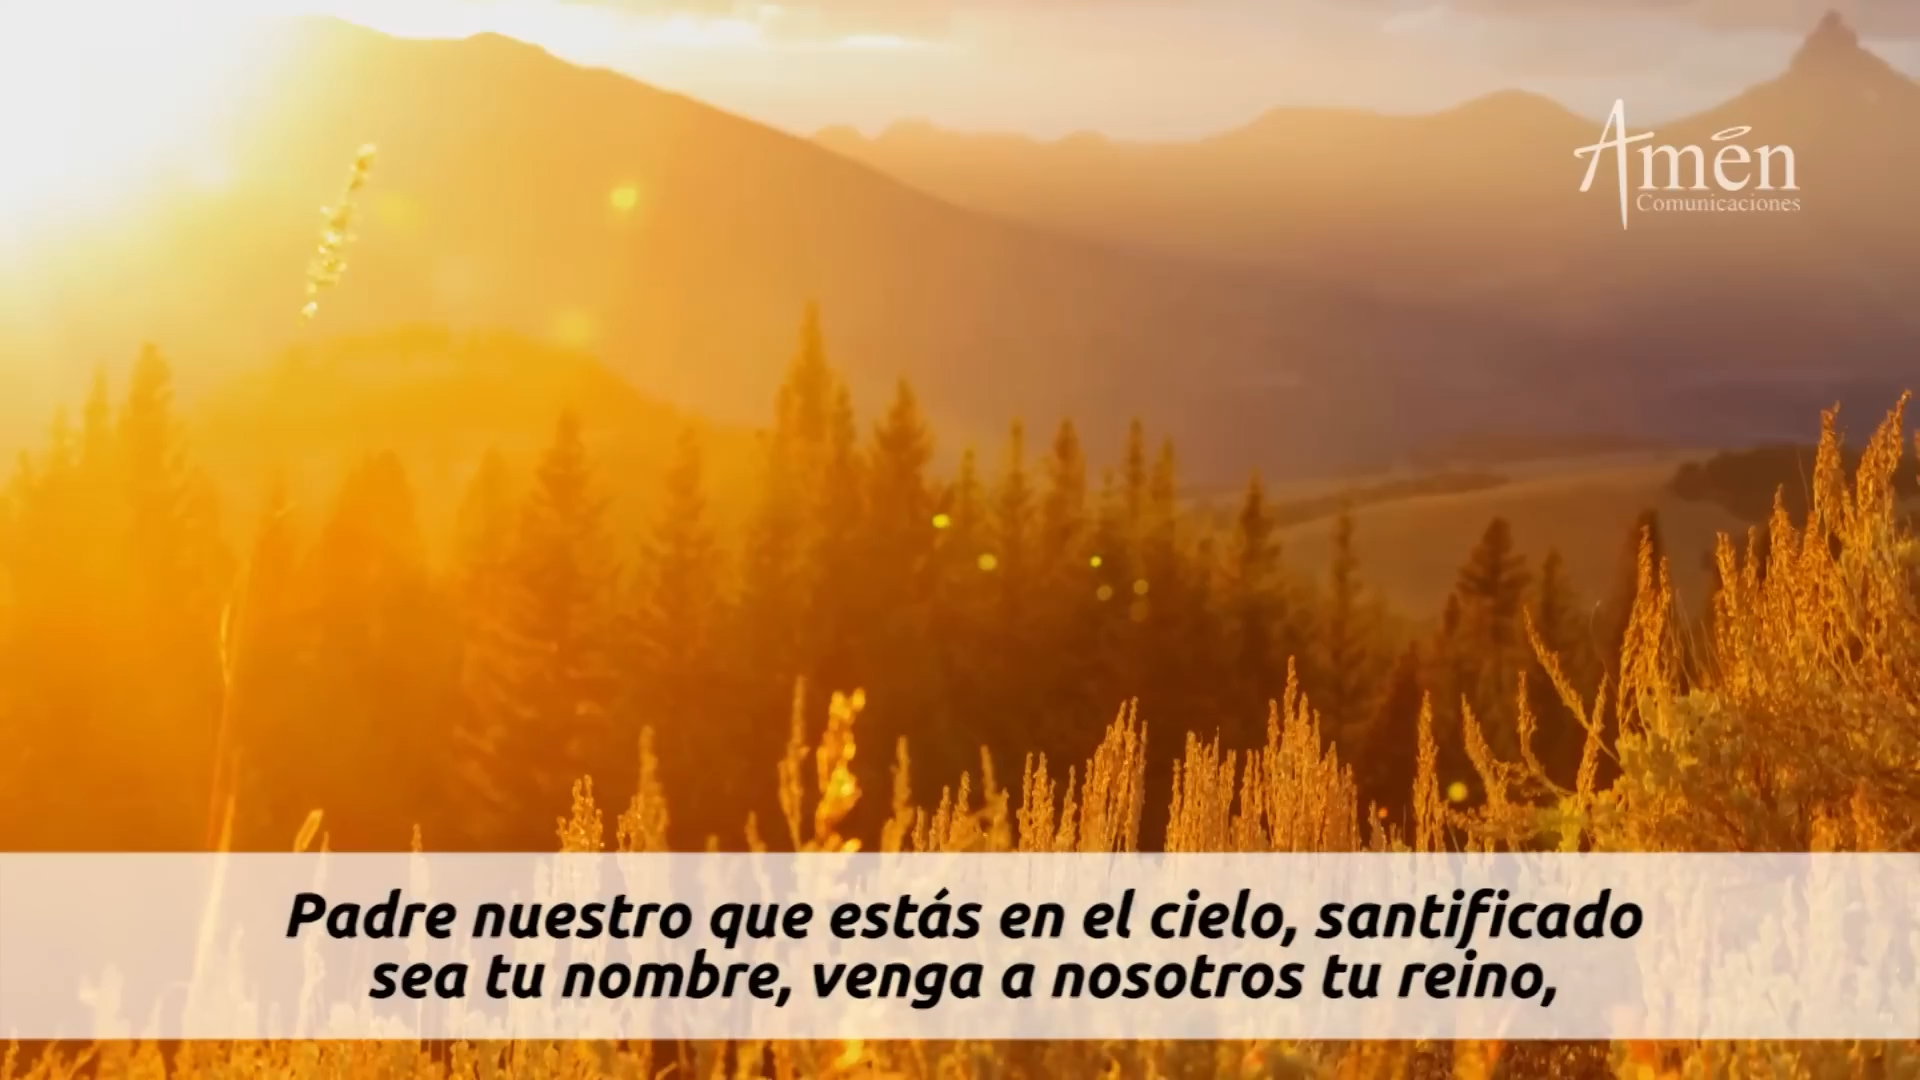 Amén
Comunicaciones
Padre nuestro que estás en el cielo, santificado
sea tu nombre, venga a nosotros tu reino,